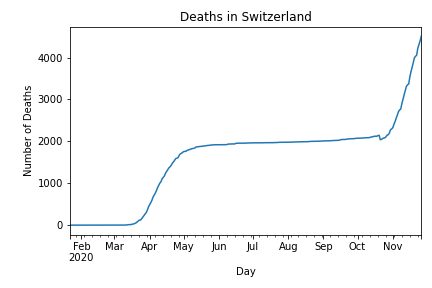 Deaths in Switzerland
Number of Deaths
4000
3000
2000
1000
0
Feb Mar Apr May Jun Jul Aug Sep Oct Nov
2020
Day